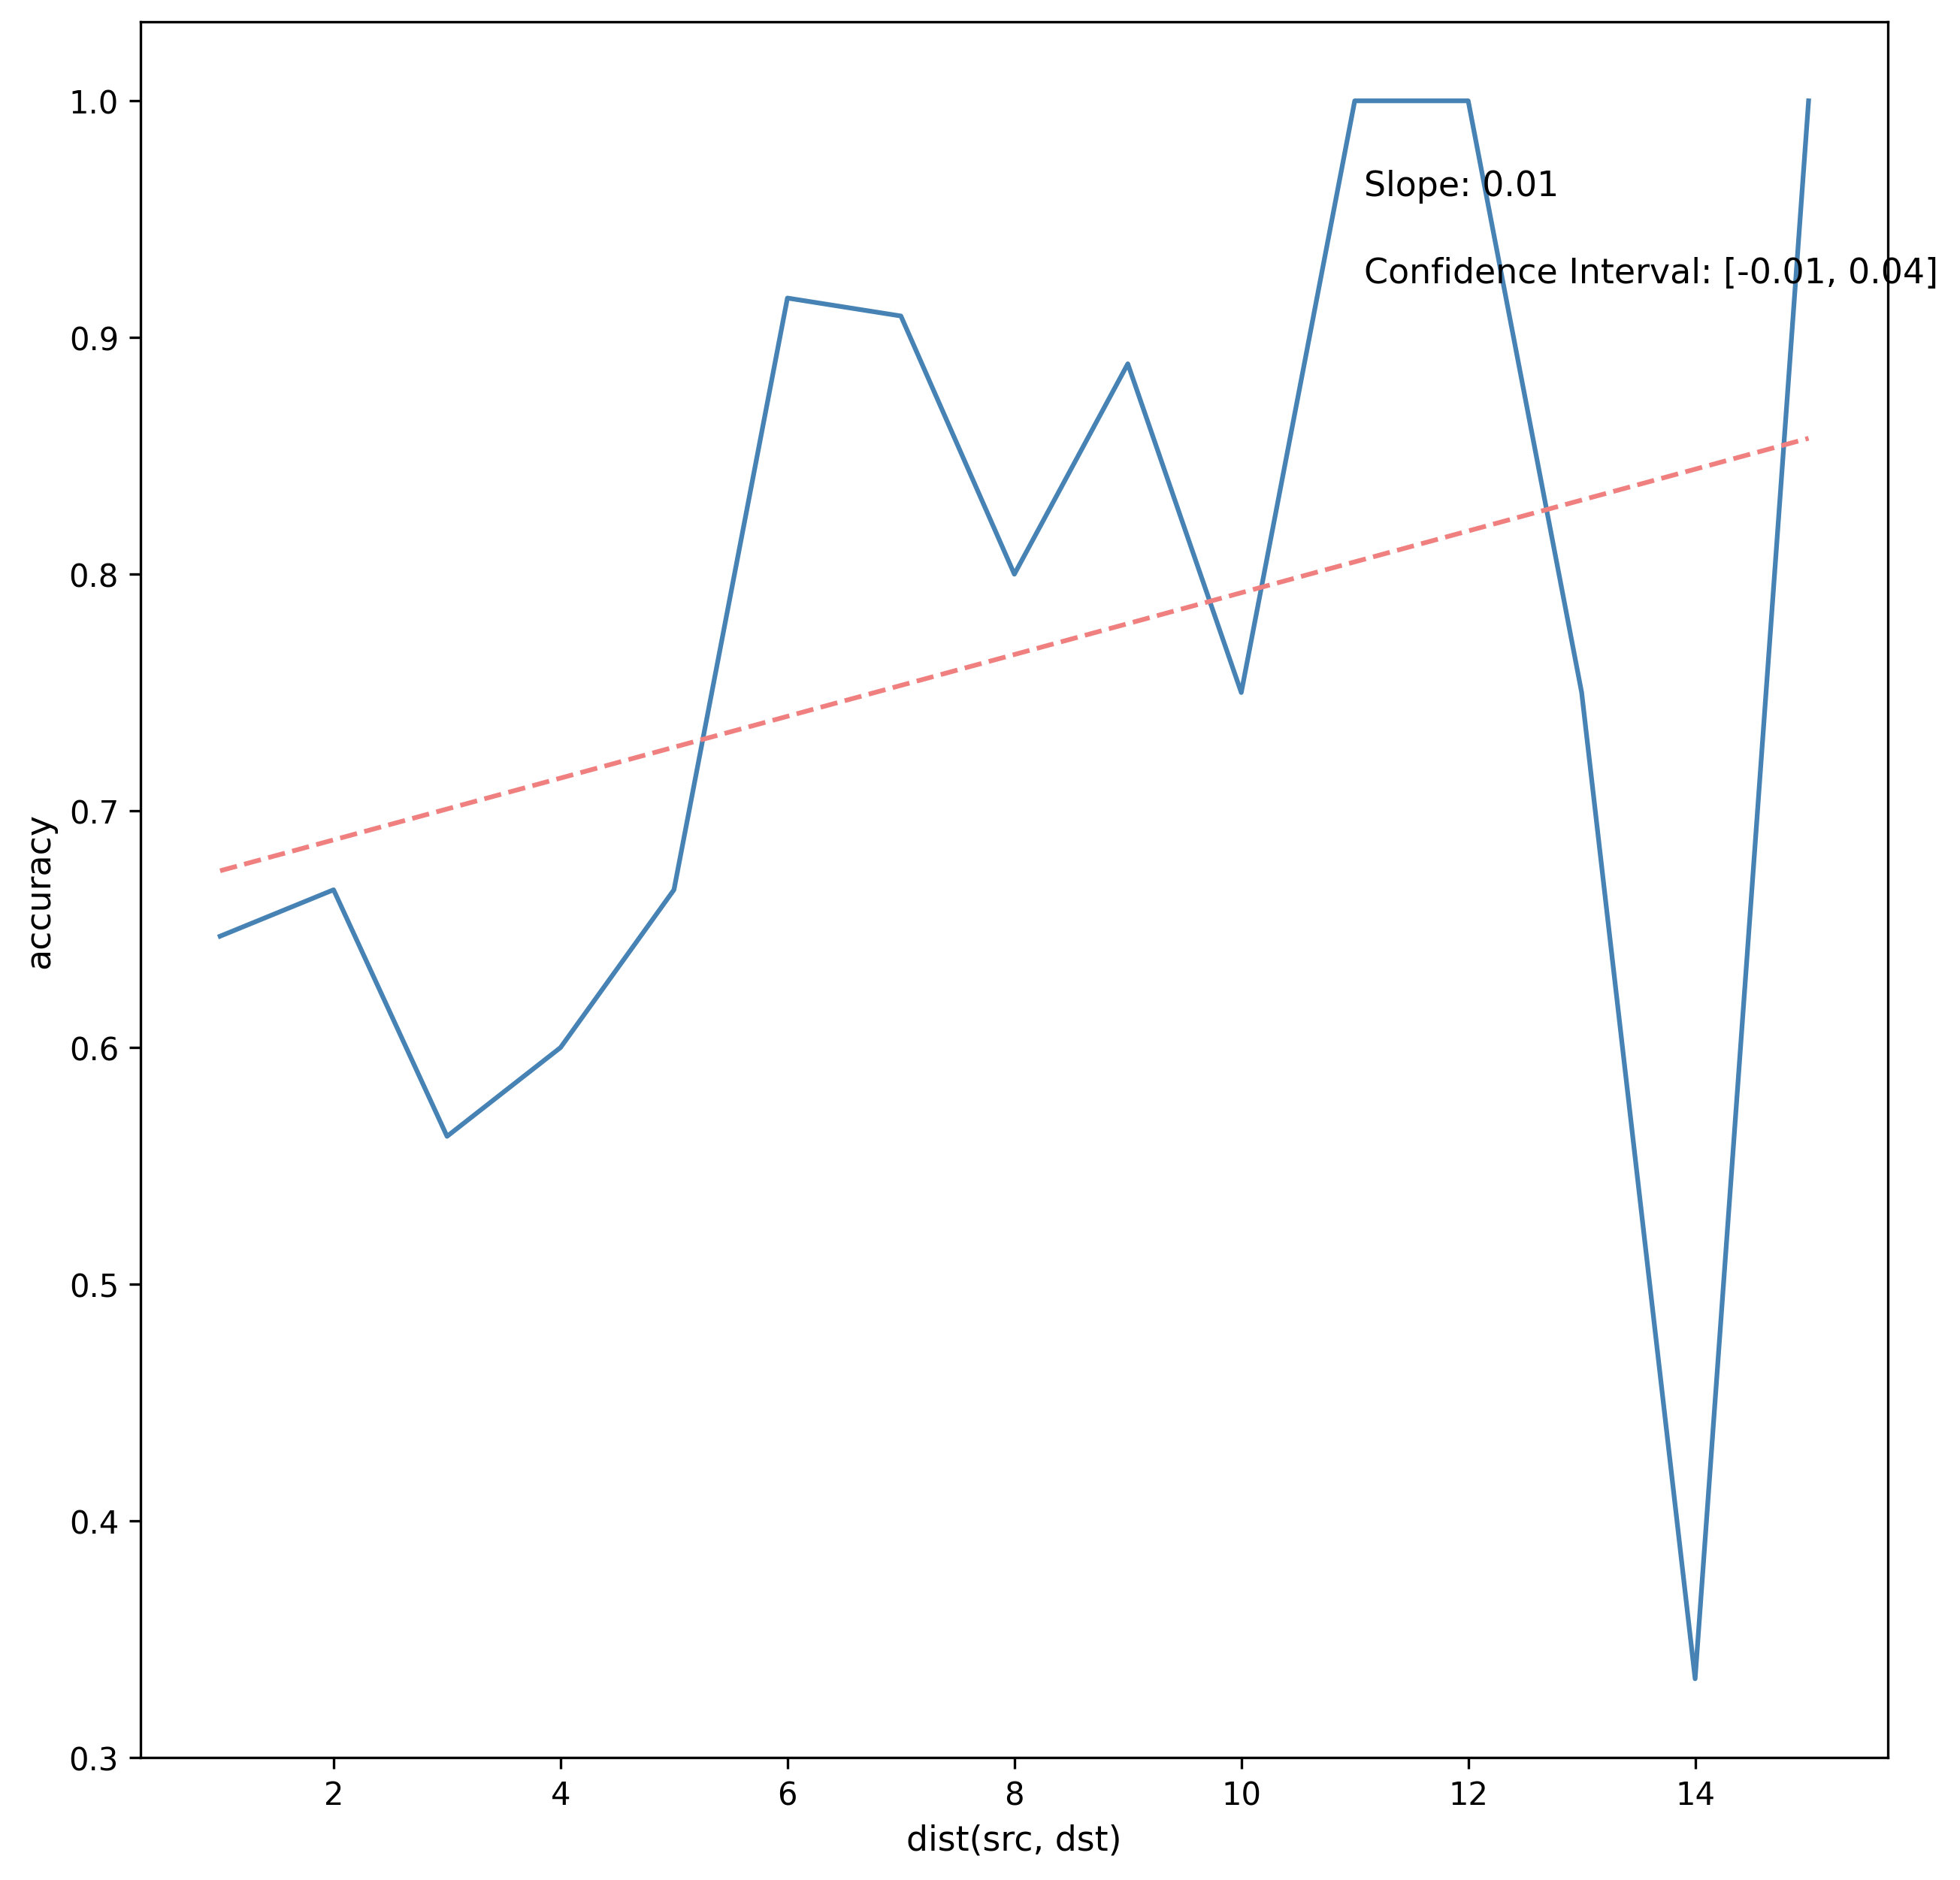 1.0
0.9
0.8
0.7
0.6
0.5
0.4
0.3
accuracy
Slope: 0.01
Confidence Interval: [-0.01, 0.04]
2 4 6 8 10 12 14
dist(src, dst)